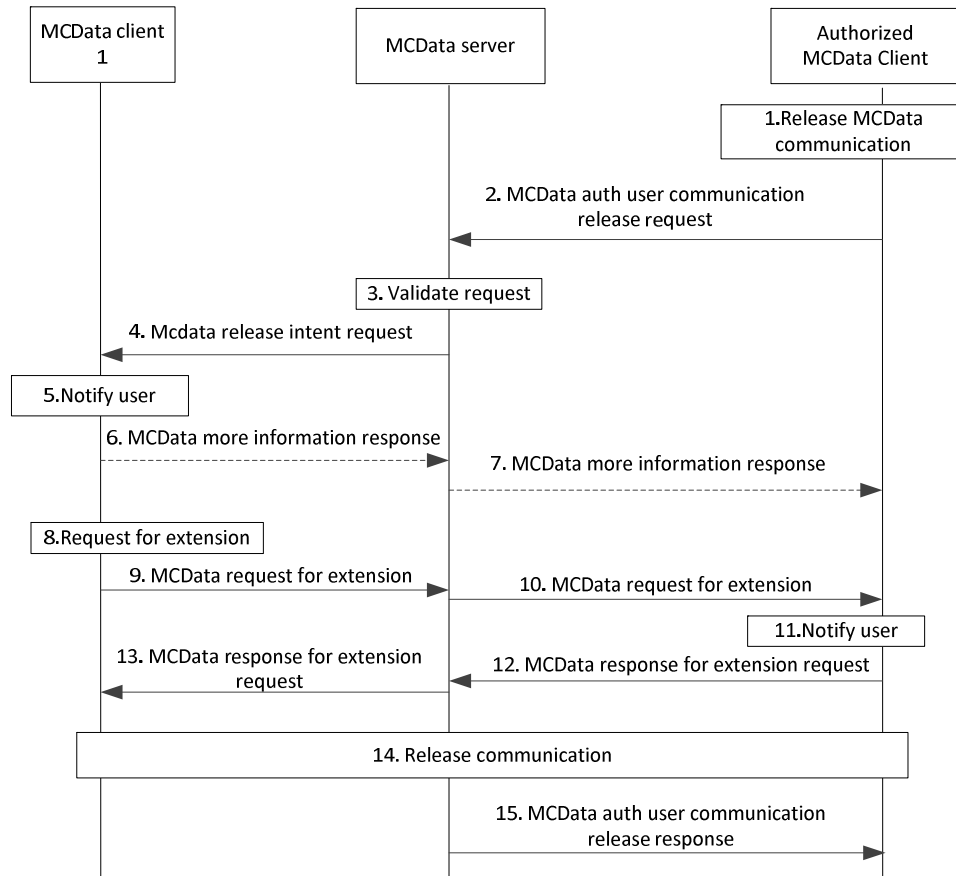 MCData client
1
MCData server
Authorized
MCData Client
1.Release MCData
communication
2. MCData auth user communication
release request
3. Validate request
4. Mcdata release intent request
5.Notify user
6. MCData more information response
7. MCData more information response
8.Request for extension
9. MCData request for extension
10. MCData request for extension
11.Notify user
12. MCData response for extension request
13. MCData response for extension
request
14. Release communication
15. MCData auth user communication
release response